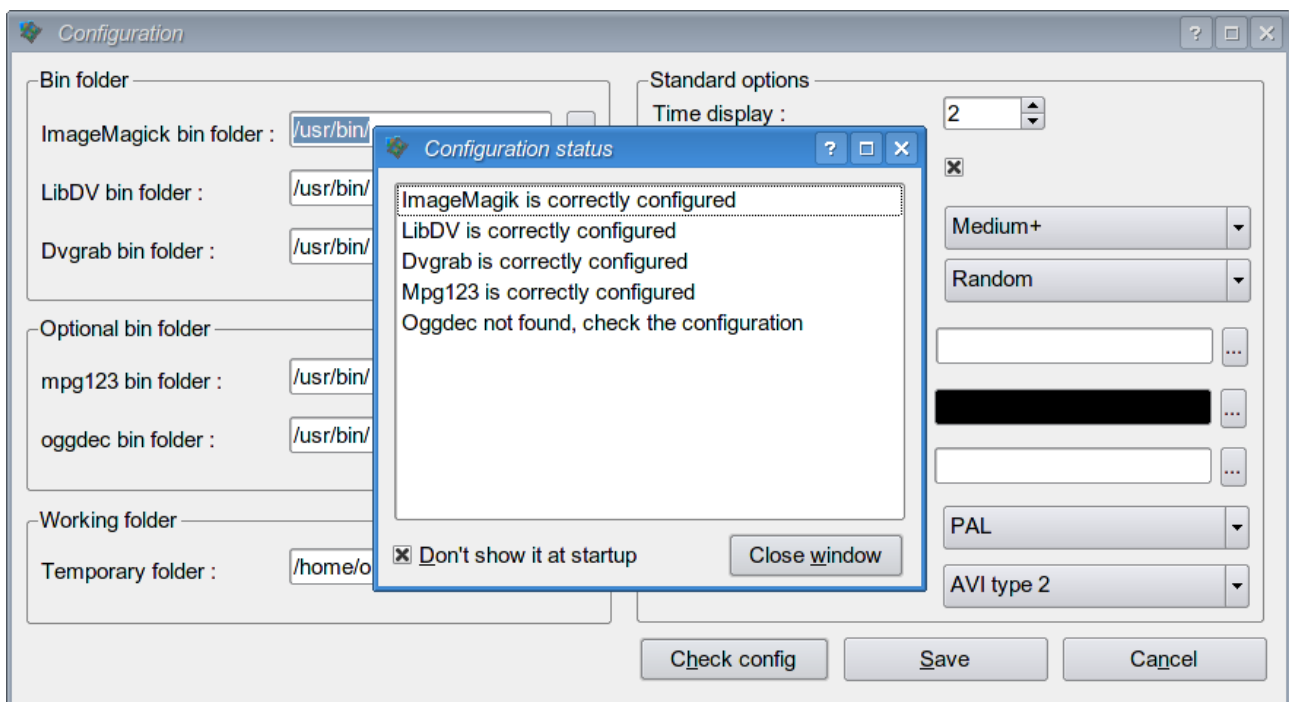 Configuration
Bin folder
ImageMagick bin folder : /usr/bin/
LibDV bin folder : /usr/bin/
Dvgrab bin folder : /usr/bin/
Optional bin folder
mpg123 bin folder : /usr/bin/
oggdec bin folder : /usr/bin/
Working folder
Temporary folder : /home/o
Standard options
Time display : 2
Medium+
Random
...
...
...
PAL
AVI type 2
Configuration status
ImageMagik is correctly configured
LibDV is correctly configured
Dvgrab is correctly configured
Mpg123 is correctly configured
Oggdec not found, check the configuration
Don't show it at startup
Close window
Check config
Save
Cancel